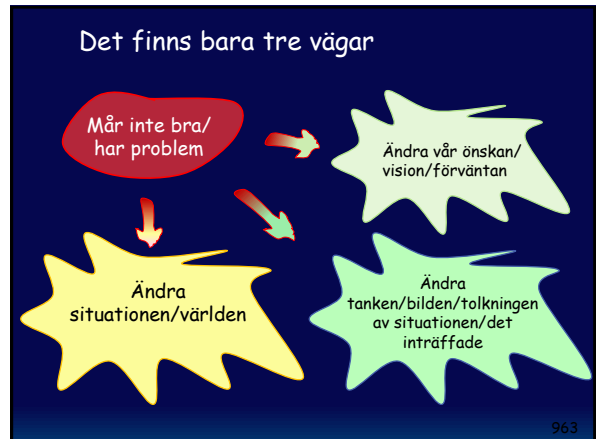 Det finns bara tre vägar
Mår inte bra/
har problem
Ändra vår önskan/
vision/förväntan
Ändra
situationen/världen
Ändra
tanken/bilden/tolkningen
av situationen/det
inträffade
963